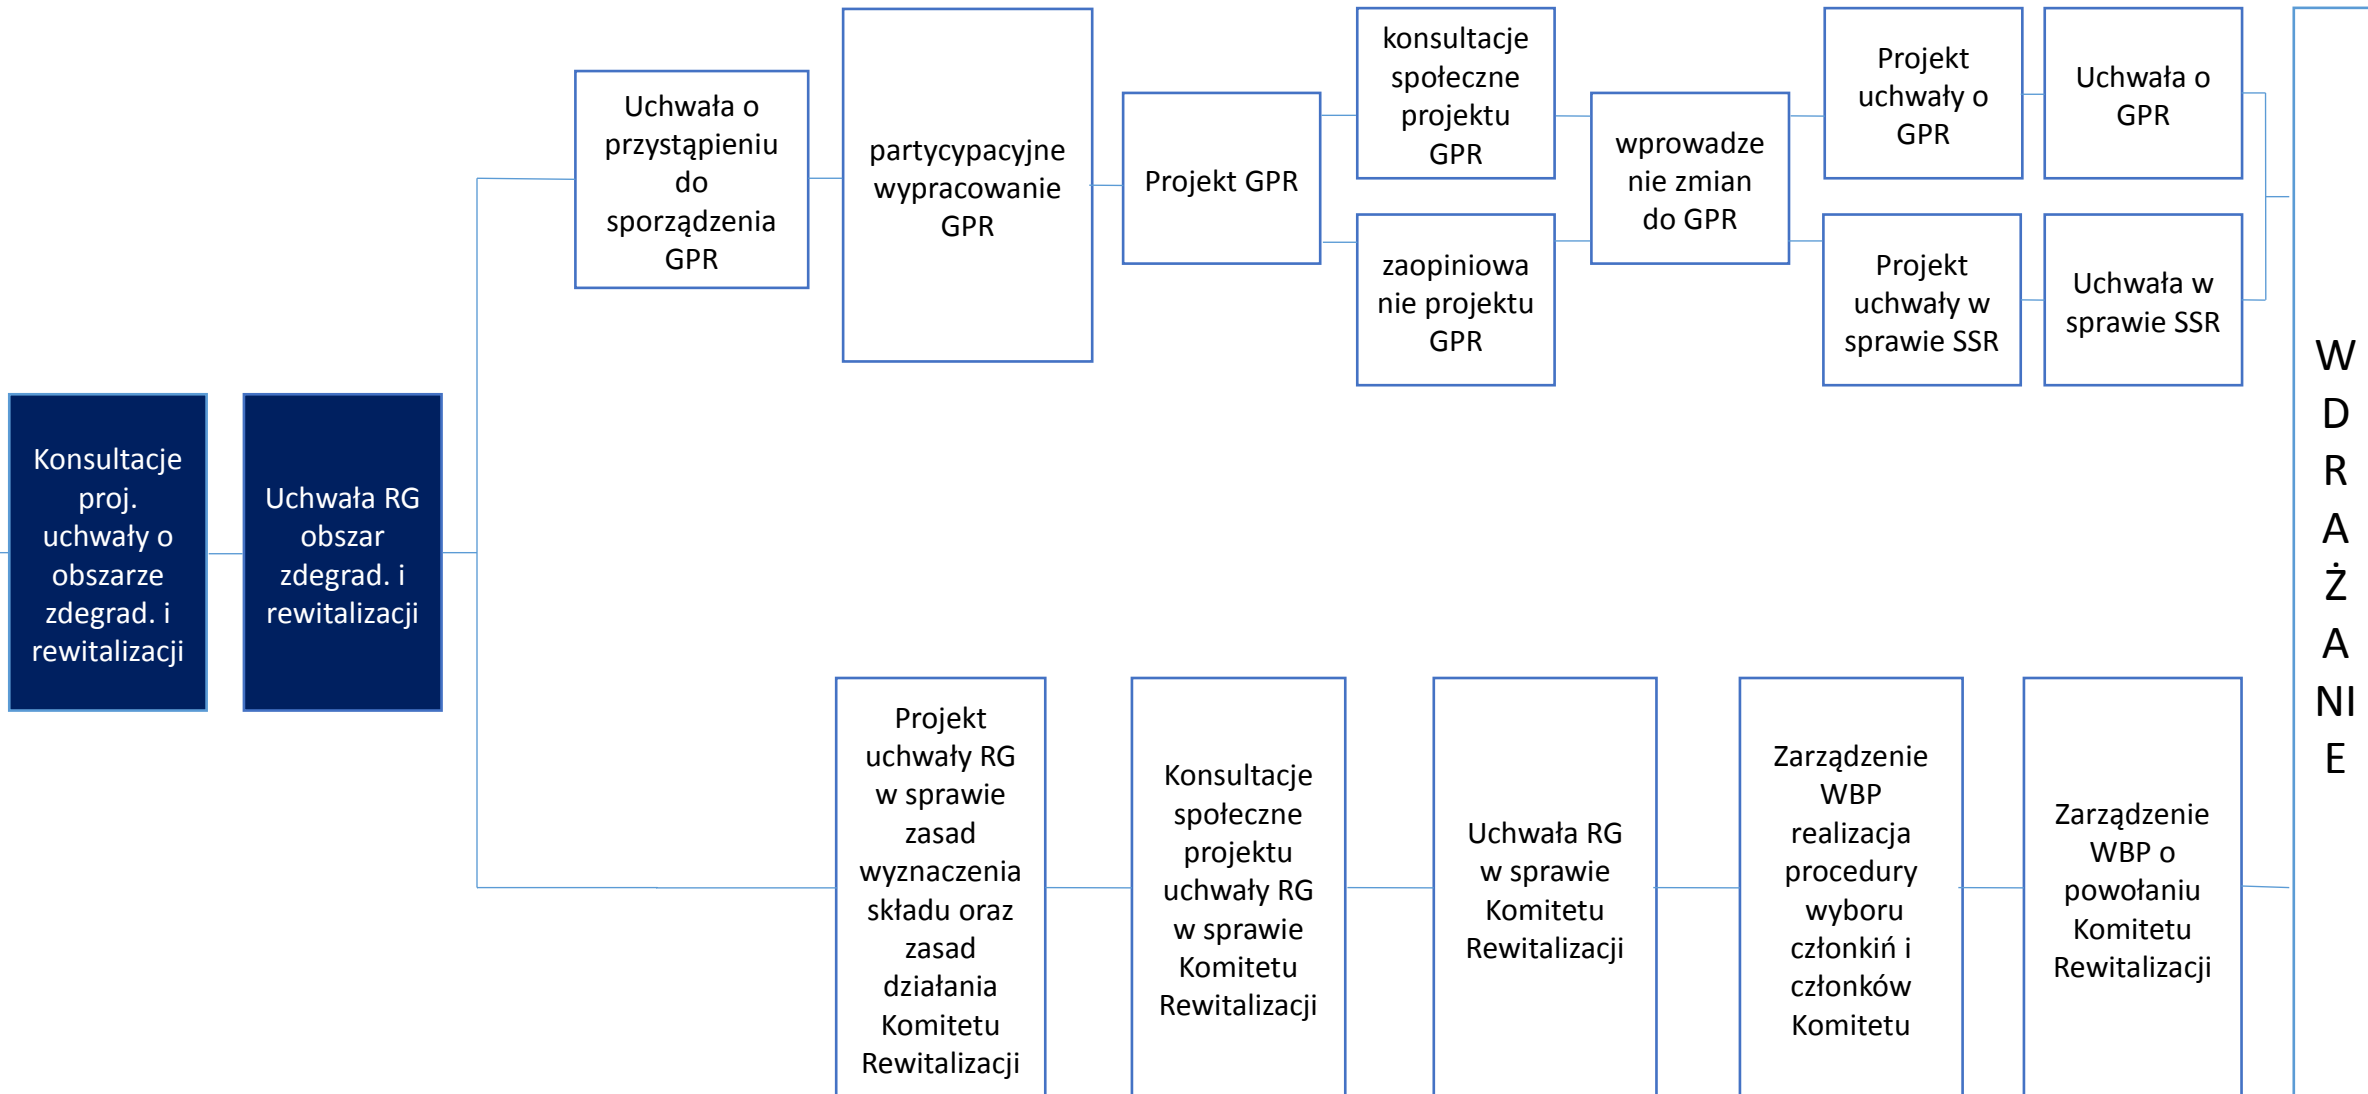 Konsultacje
proj.
uchwały o
obszarze
zdegrad. i
rewitalizacji
Uchwała RG
obszar
zdegrad. i
rewitalizacji
Uchwała o
przystąpieniu
do
sporządzenia
GPR
partycypacyjne
wypracowanie
GPR
Projekt GPR
konsultacje
społeczne
projektu
GPR
zaopiniowa
nie projektu
GPR
wprowadze
nie zmian
do GPR
Projekt
uchwały o
GPR
Uchwała o
GPR
Projekt
uchwały w
sprawie SSR
Uchwała w
sprawie SSR
Projekt
uchwały RG
w sprawie
zasad
wyznaczenia
składu oraz
zasad
działania
Komitetu
Rewitalizacji
Konsultacje
społeczne
projektu
uchwały RG
w sprawie
Komitetu
Rewitalizacji
Uchwała RG
w sprawie
Komitetu
Rewitalizacji
Zarządzenie
WBP
realizacja
procedury
wyboru
członkiń i
członków
Komitetu
Zarządzenie
WBP o
powołaniu
Komitetu
Rewitalizacji
W
D
R
A
Ż
A
NI
E